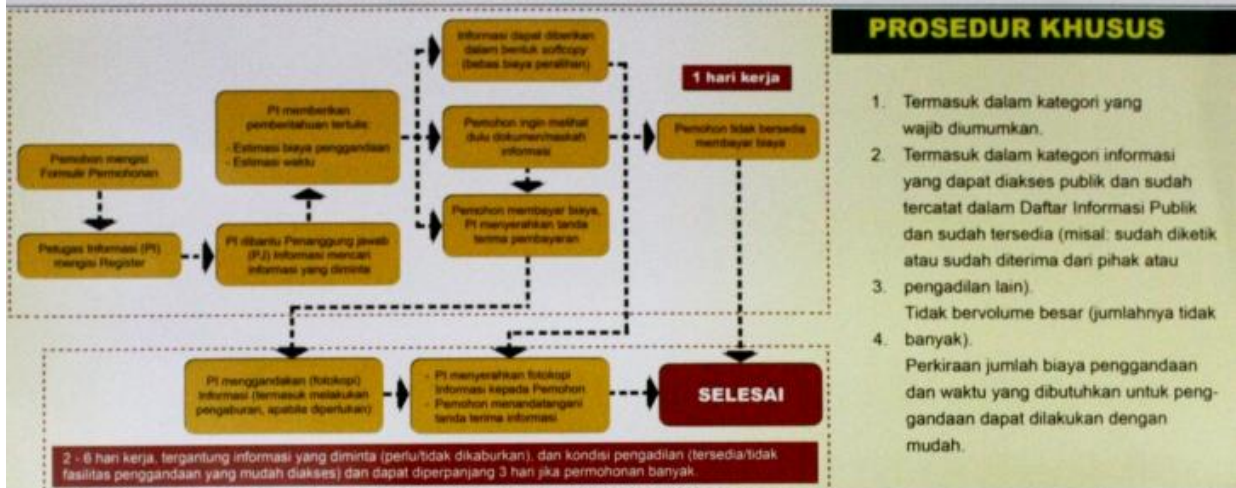 Pemohon mengisi
Formulir Permohonan
Petugas Informasi (PI)
mengisi Register
PI dibantu Penanggung jawab
(PJ) Informasi mencari
informasi yang diminta
PI memberikan
pemberitahuan tertulis:
- Estimasi biaya penggandaan
- Estimasi waktu
Informasi dapat diberikan
dalam bentuk softcopy
(bebas biaya peralihan)
Pemohon ingin melihat
dulu dokumen/naskah
informasi
Pemohon membayar biaya,
PI menyerahkan tanda
terima pembayaran
1 hari kerja
Pemohon tidak bersedia
membayar biaya
PI menggandakan (fotokopi)
Informasi (termasuk melakukan
pengaburan, apabila diperlukan)
- PI menyerahkan fotokopi
Informasi kepada Pemohon
- Pemohon menandatangani
tanda terima informasi
SELESAI
2 - 6 hari kerja, tergantung informasi yang diminta (perlu/tidak dikaburkan), dan kondisi pengadilan (tersedia/tidak
fasilitas penggandaan yang mudah diakses) dan dapat diperpanjang 3 hari jika permohonan banyak.
PROSEDUR KHUSUS
1. Termasuk dalam kategori yang
wajib diumumkan.
2. Termasuk dalam kategori informasi
yang dapat diakses publik dan sudah
tercatat dalam Daftar Informasi Publik
dan sudah tersedia (misal: sudah diketik
atau sudah diterima dari pihak atau
3. pengadilan lain).
Tidak bervolume besar (jumlahnya tidak
4. banyak).
Perkiraan jumlah biaya penggandaan
dan waktu yang dibutuhkan untuk peng-
gandaan dapat dilakukan dengan
mudah.